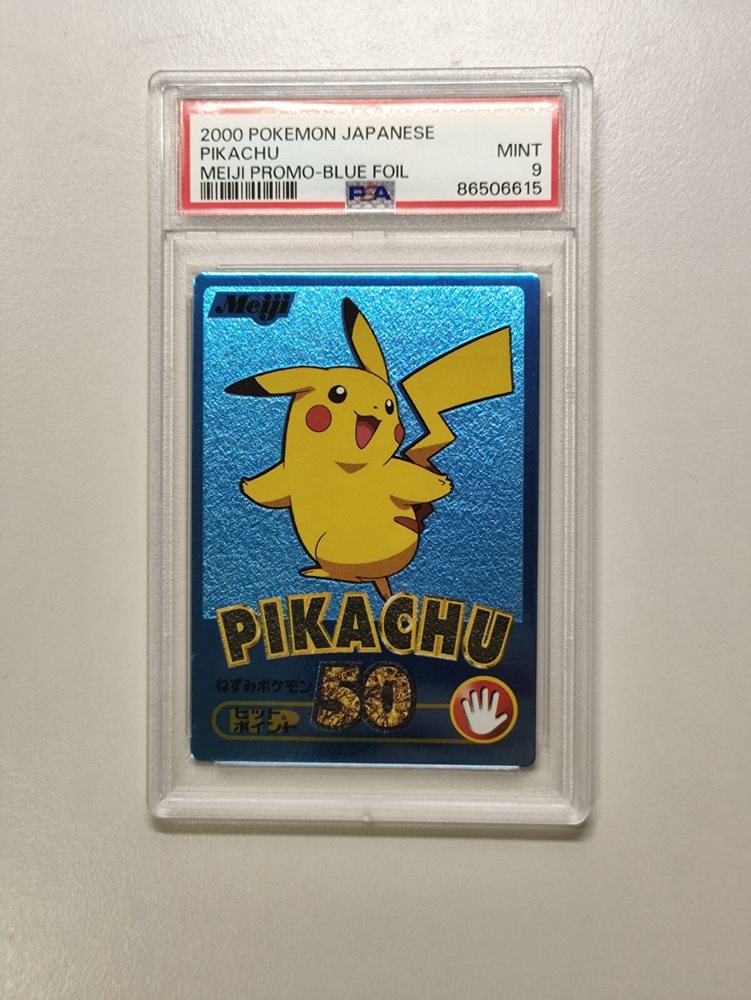 2000 POKEMON JAPANESE
PIKACHU MINT
MEIJI PROMO-BLUE FOIL 9
PSA 86506615
Meiji
PIKACHU
ねずみポケモン 50
ヒット・
ポイント